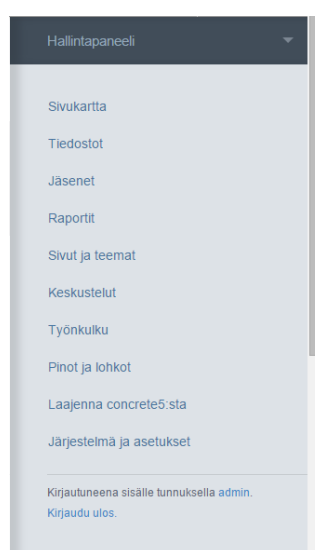 Hallintapaneeli
Sivukartta
Tiedostot
Jäsenet
Raportit
Sivut ja teemat
Keskustelut
Työnkulku
Pinot ja lohkot
Laajenna concrete5:sta
Järjestelmä ja asetukset
Kirjautuneena sisälle tunnuksella admin.
Kirjaudu ulos.